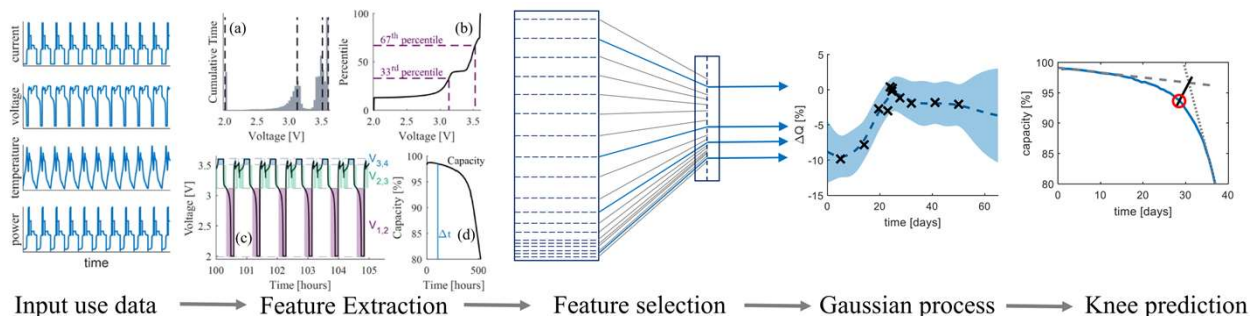 current
voltage
temperature
power
time
(a)
Cumulative Time
2.0
3.0
3.5
Voltage [V]
(b)
Percentile
100
50
0
67th percentile
33rd percentile
2.0
3.0
3.5
Voltage [V]
(c)
Voltage [V]
3.5
3
2.5
2
V3,4
V2,3
V1,2
100
101
102
103
104
105
Time [hours]
Capacity
Capacity [%]
100
95
90
85
80
Δt
(d)
0
500
Time [hours]
ΔQ [%]
5
0
-5
-10
-15
0
20
40
60
time [days]
capacity [%]
100
90
80
0
10
20
30
40
time [days]
Input use data
Feature Extraction
Feature selection
Gaussian process
Knee prediction